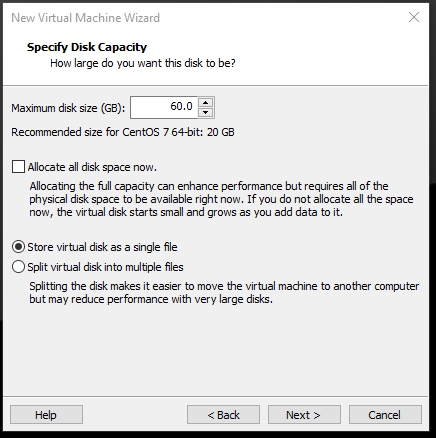 New Virtual Machine Wizard
Specify Disk Capacity
How large do you want this disk to be?
Maximum disk size (GB): 60.0
Recommended size for CentOS 7 64-bit: 20 GB
Allocate all disk space now.
Allocating the full capacity can enhance performance but requires all of the
physical disk space to be available right now. If you do not allocate all the space
now, the virtual disk starts small and grows as you add data to it.
Store virtual disk as a single file
Split virtual disk into multiple files
Splitting the disk makes it easier to move the virtual machine to another computer
but may reduce performance with very large disks.
Help < Back Next > Cancel